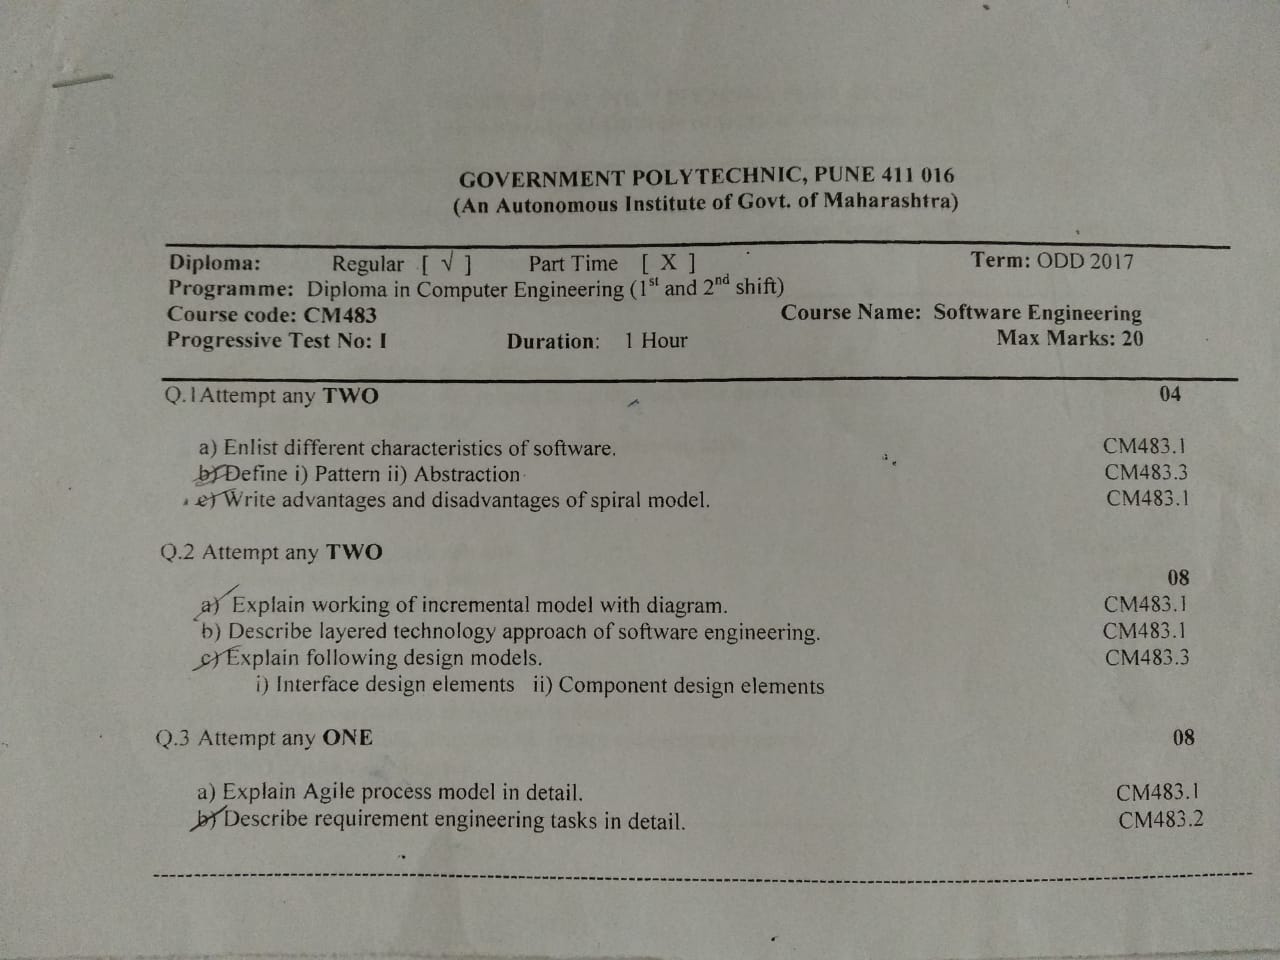 GOVERNMENT POLYTECHNIC, PUNE 411 016
(An Autonomous Institute of Govt. of Maharashtra)
Diploma: Regular [ √ ] Part Time [ X ] Term: ODD 2017
Programme: Diploma in Computer Engineering (1st and 2nd shift)
Course code: CM483 Course Name: Software Engineering
Progressive Test No: I Duration: 1 Hour Max Marks: 20
Q.1 Attempt any TWO 04
a) Enlist different characteristics of software. CM483.1
b) Define i) Pattern ii) Abstraction CM483.3
c) Write advantages and disadvantages of spiral model. CM483.1
Q.2 Attempt any TWO
08
a) Explain working of incremental model with diagram. CM483.1
b) Describe layered technology approach of software engineering. CM483.1
c) Explain following design models. CM483.3
i) Interface design elements ii) Component design elements
Q.3 Attempt any ONE 08
a) Explain Agile process model in detail. CM483.1
b) Describe requirement engineering tasks in detail. CM483.2